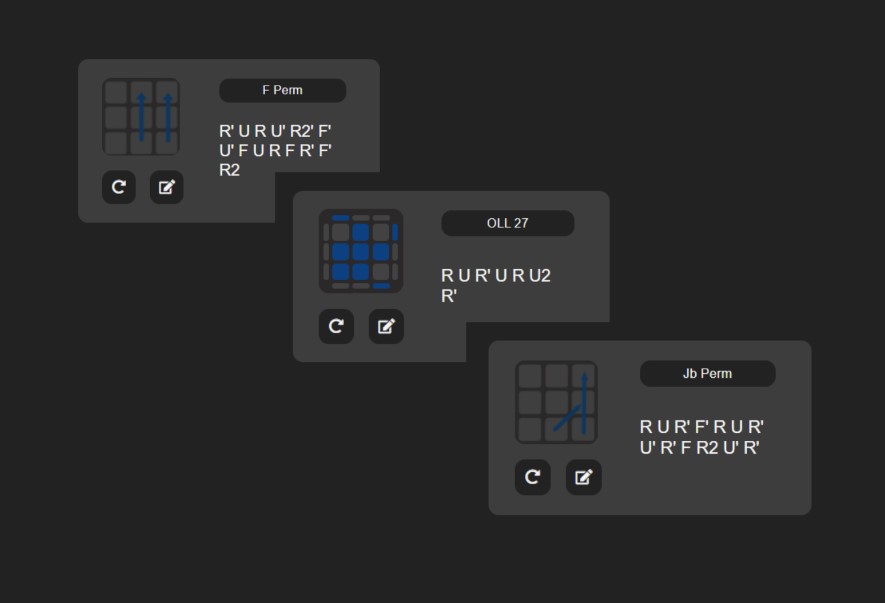 F Perm
R' U R U' R2' F'
U' F U R F R' F'
R2
OLL 27
R U R' U R U2
R'
Jb Perm
R U R' F' R U R'
U' R' F R2 U' R'